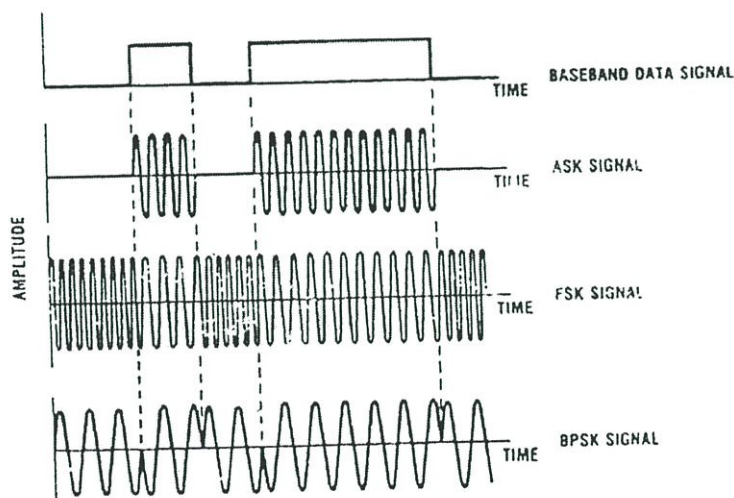 TIME
BASEBAND DATA SIGNAL
TIME
ASK SIGNAL
AMPLITUDE
TIME
FSK SIGNAL
TIME
BPSK SIGNAL